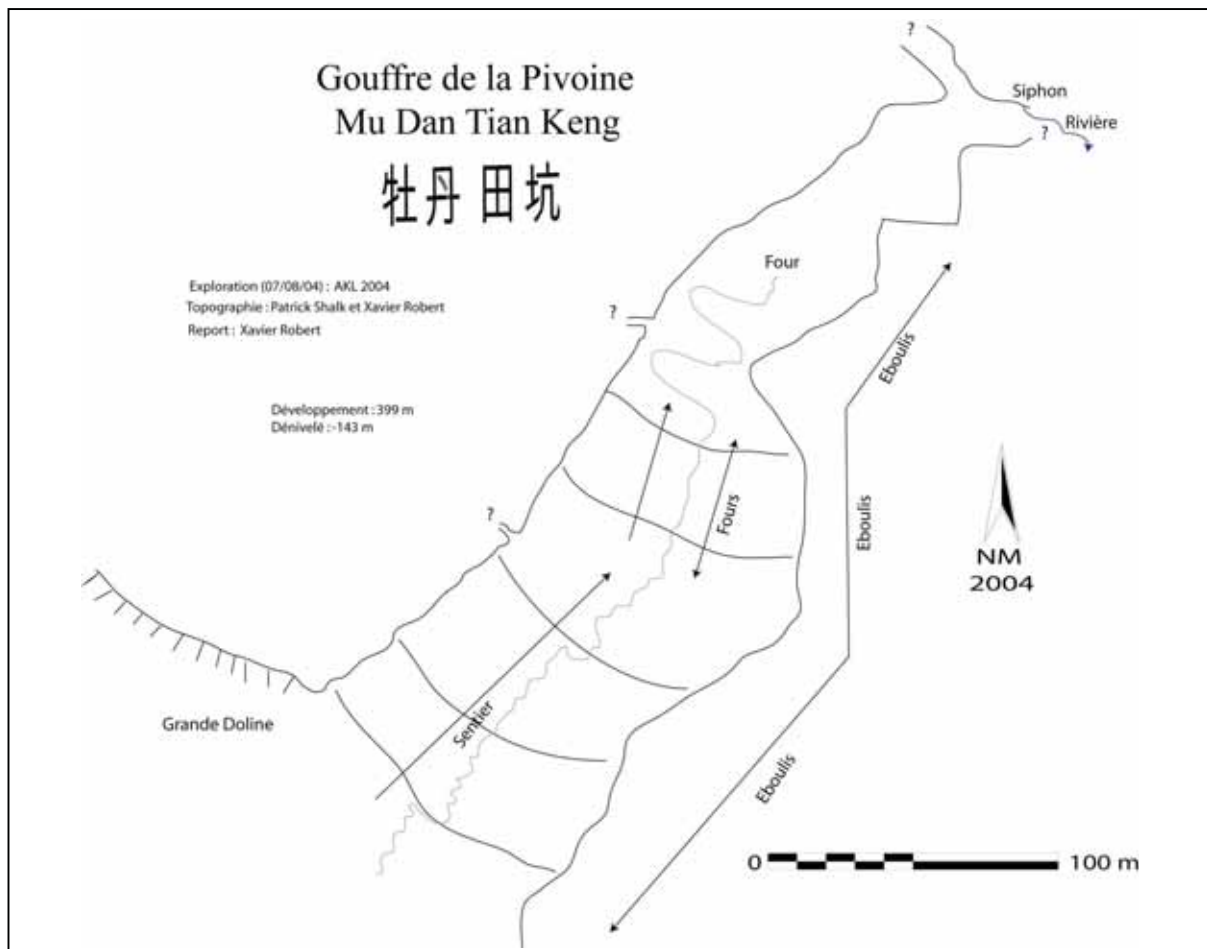 Gouffre de la Pivoine
Mu Dan Tian Keng
牡丹 田坑
Exploration (07/08/04) : AKL 2004
Topographie : Patrick Shalk et Xavier Robert
Report : Xavier Robert
Développement : 399 m
Dénivelé :-143 m
?
Siphon
Rivière
?
Four
?
Eboulis
Fours
Eboulis
?
NM
2004
Sentier
Grande Doline
Eboulis
0
100 m